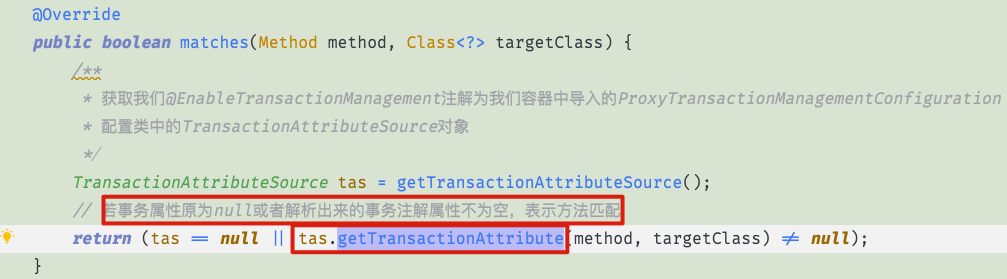 @Override
public boolean matches(Method method, Class<?> targetClass) {
/**
* 获取我们@EnableTransactionManagement注解为我们容器中导入的ProxyTransactionManagementConfiguration
* 配置类中的TransactionAttributeSource对象
*/
TransactionAttributeSource tas = getTransactionAttributeSource();
// 若事务属性原为null或者解析出来的事务注解属性不为空，表示方法匹配
return (tas == null || tas.getTransactionAttribute(method, targetClass) != null);
}